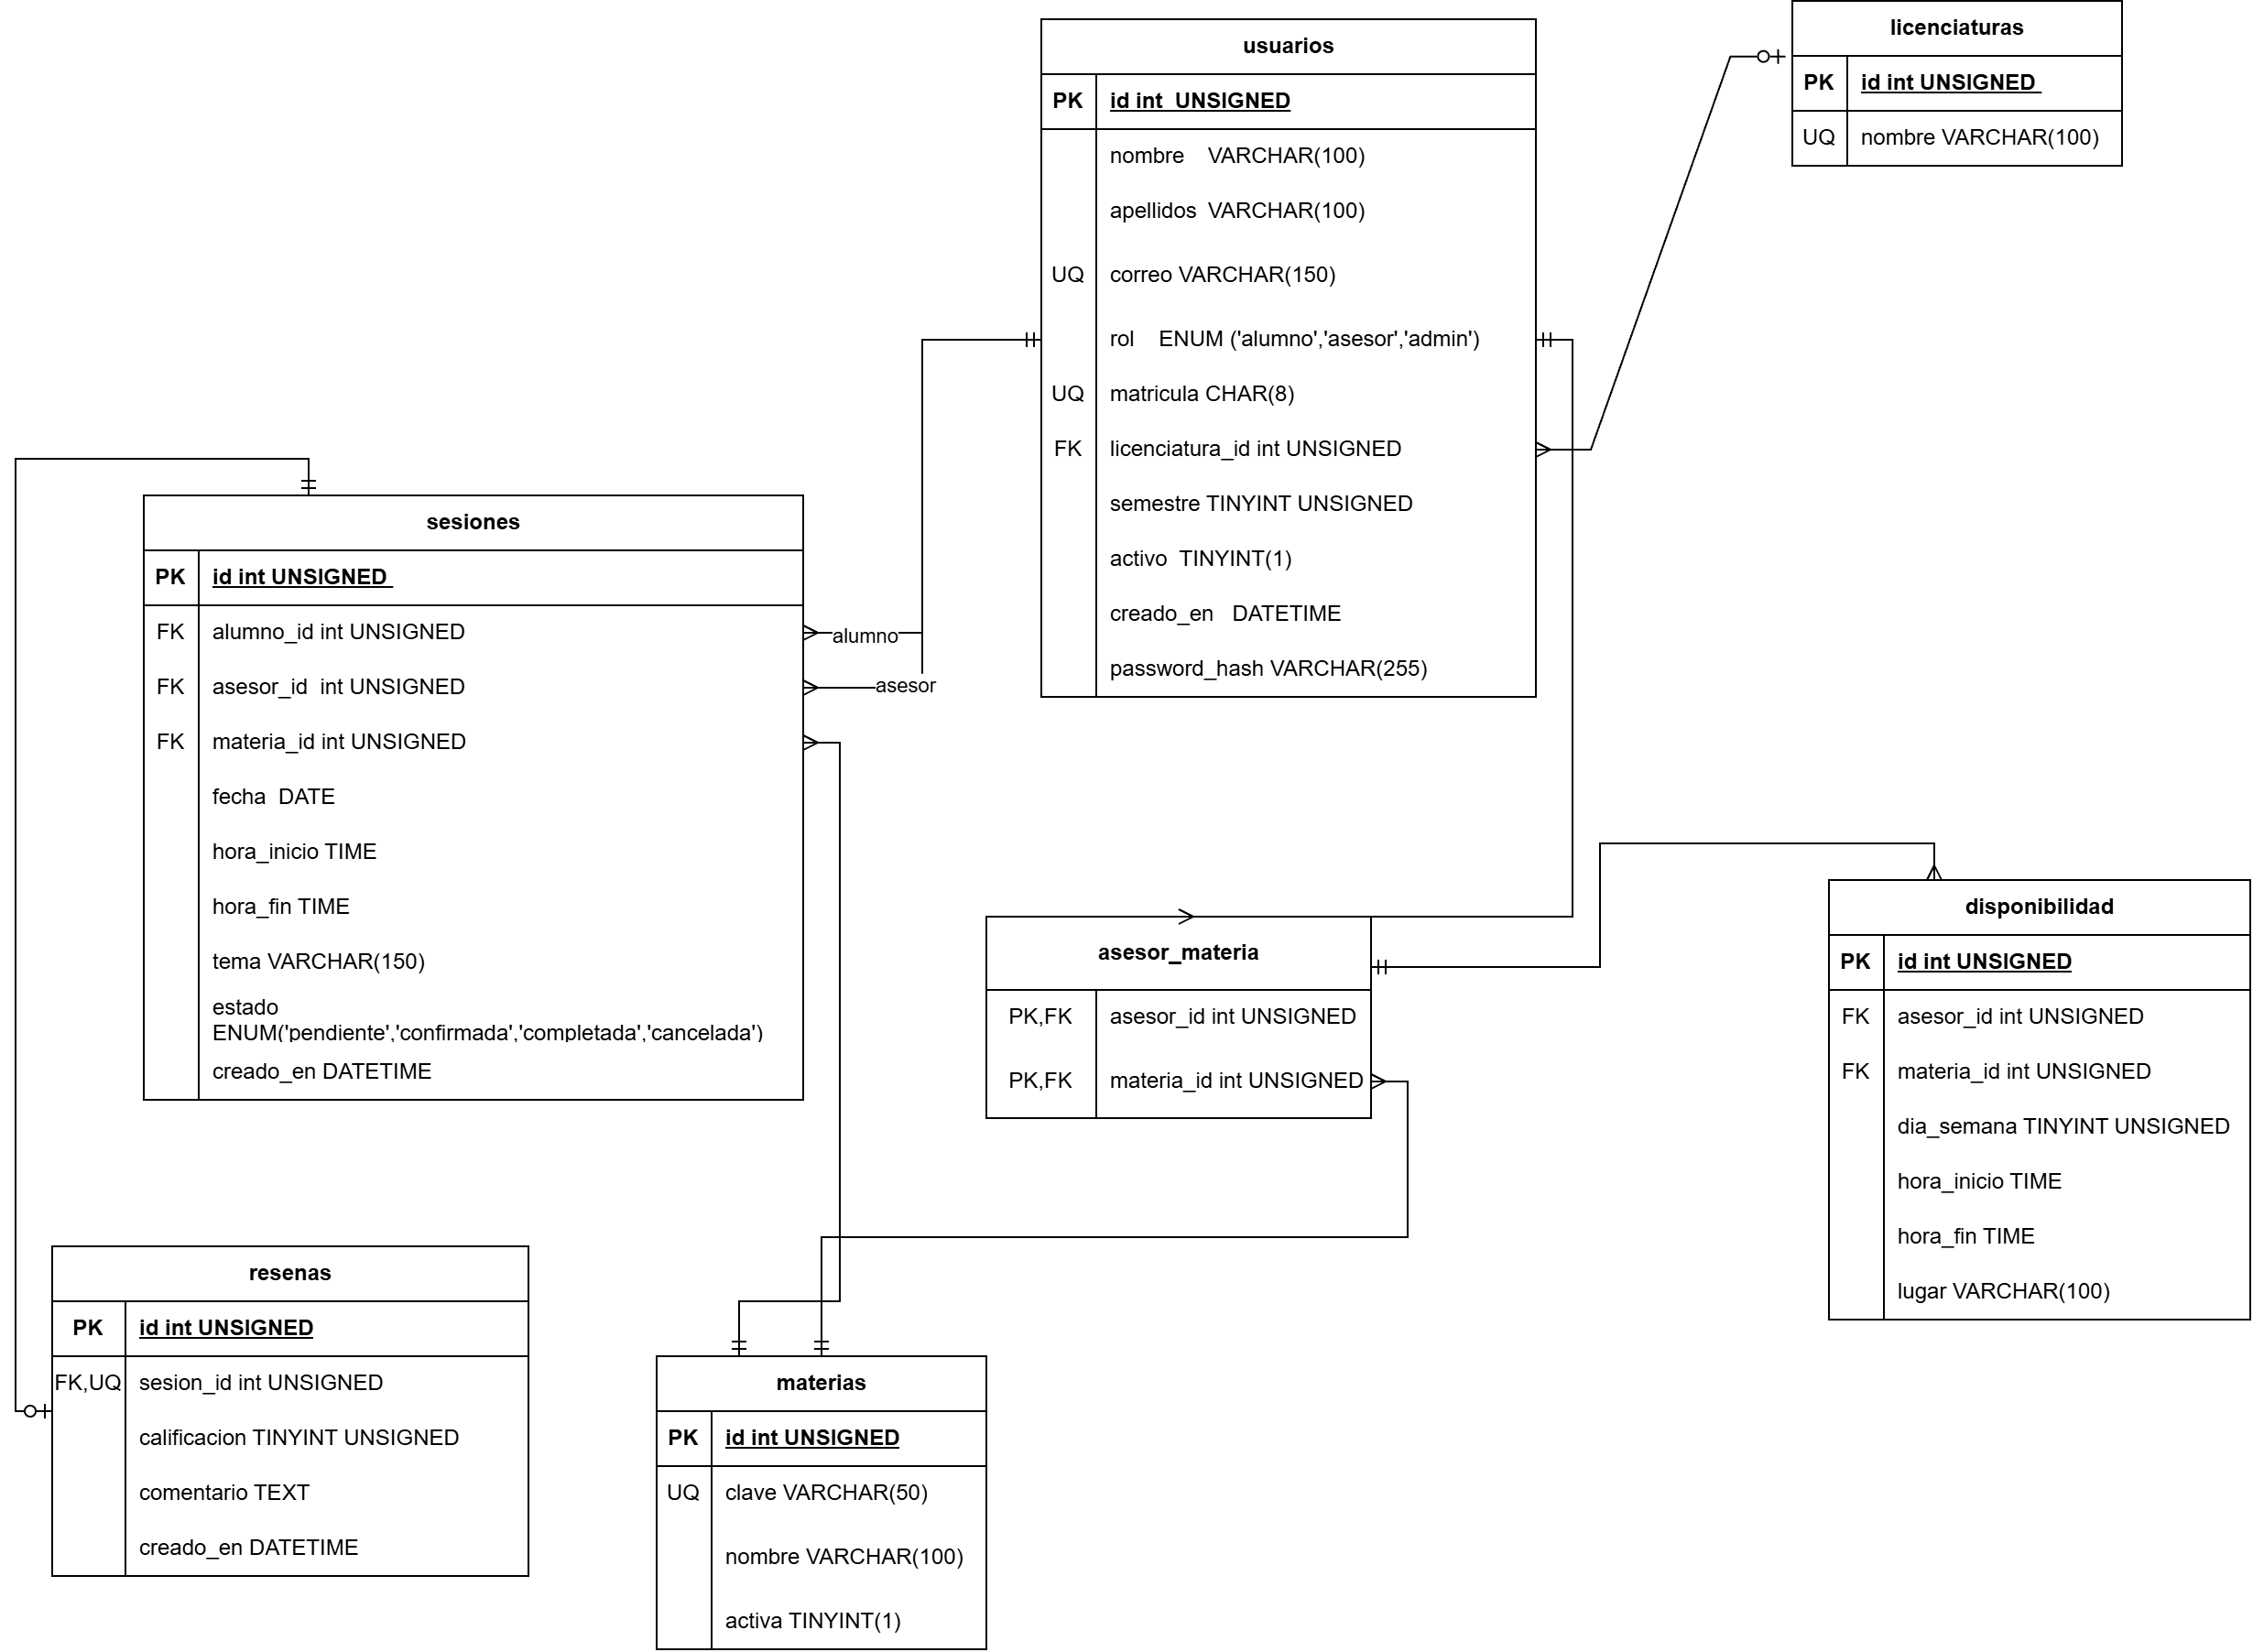 usuarios
PK id int  UNSIGNED
nombre    VARCHAR(100)
apellidos  VARCHAR(100)
UQ correo VARCHAR(150)
rol    ENUM ('alumno','asesor','admin')
UQ matricula CHAR(8)
FK licenciatura_id int UNSIGNED
semestre TINYINT UNSIGNED
activo  TINYINT(1)
creado_en   DATETIME
password_hash VARCHAR(255)
licenciaturas
PK id int UNSIGNED
UQ nombre VARCHAR(100)
sesiones
PK id int UNSIGNED
FK alumno_id int UNSIGNED
FK asesor_id  int UNSIGNED
FK materia_id int UNSIGNED
fecha  DATE
hora_inicio TIME
hora_fin TIME
tema VARCHAR(150)
estado
ENUM('pendiente','confirmada','completada','cancelada')
creado_en DATETIME
alumno
asesor
asesor_materia
PK,FK asesor_id int UNSIGNED
PK,FK materia_id int UNSIGNED
disponibilidad
PK id int UNSIGNED
FK asesor_id int UNSIGNED
FK materia_id int UNSIGNED
dia_semana TINYINT UNSIGNED
hora_inicio TIME
hora_fin TIME
lugar VARCHAR(100)
resenas
PK id int UNSIGNED
FK,UQ sesion_id int UNSIGNED
calificacion TINYINT UNSIGNED
comentario TEXT
creado_en DATETIME
materias
PK id int UNSIGNED
UQ clave VARCHAR(50)
nombre VARCHAR(100)
activa TINYINT(1)